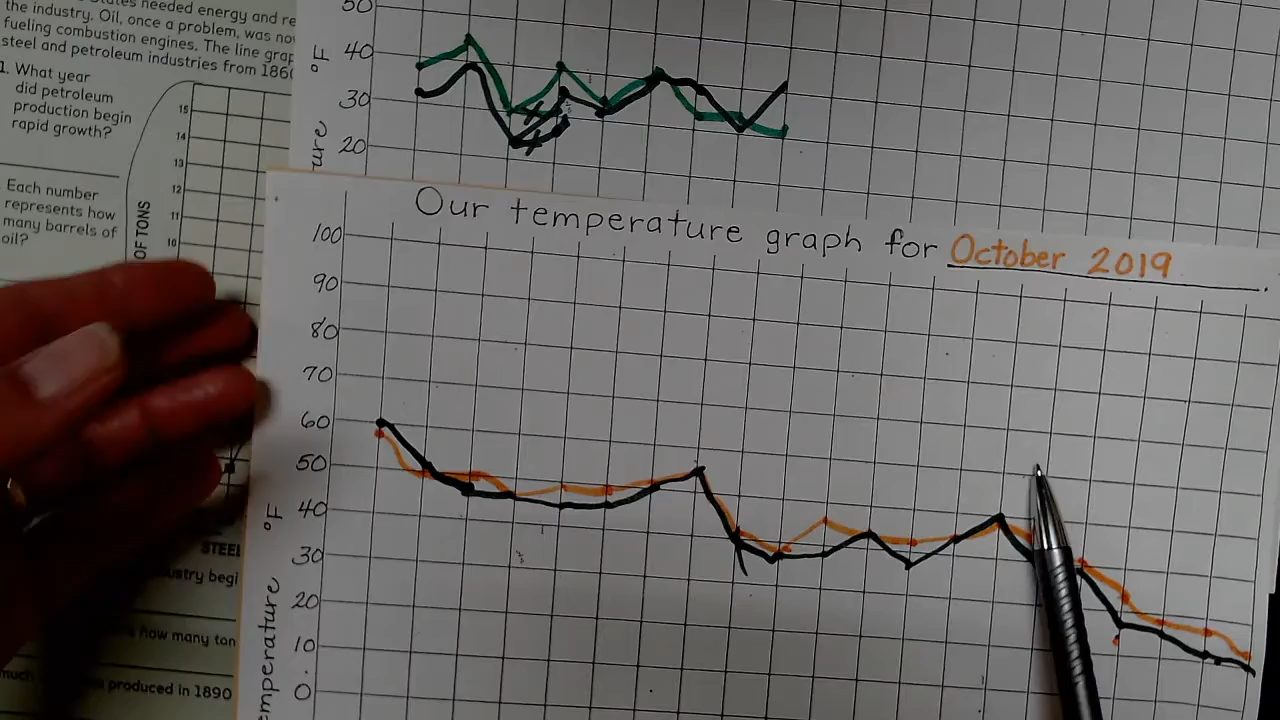 States needed energy and re
the industry. Oil, once a problem, was no
fueling combustion engines. The line grap
steel and petroleum industries from 186
1. What year
did petroleum
production begin
rapid growth?
Each number
represents how
many barrels of
oil?
OF TONS
15
14
13
12
11
10
50
40
30
20
°F
ure
Our temperature graph for October 2019.
100
90
80
70
60
50
40
30
20
10
0
°F
emperature
STEEL
ustry begi
how many tan
much
produced in 1890